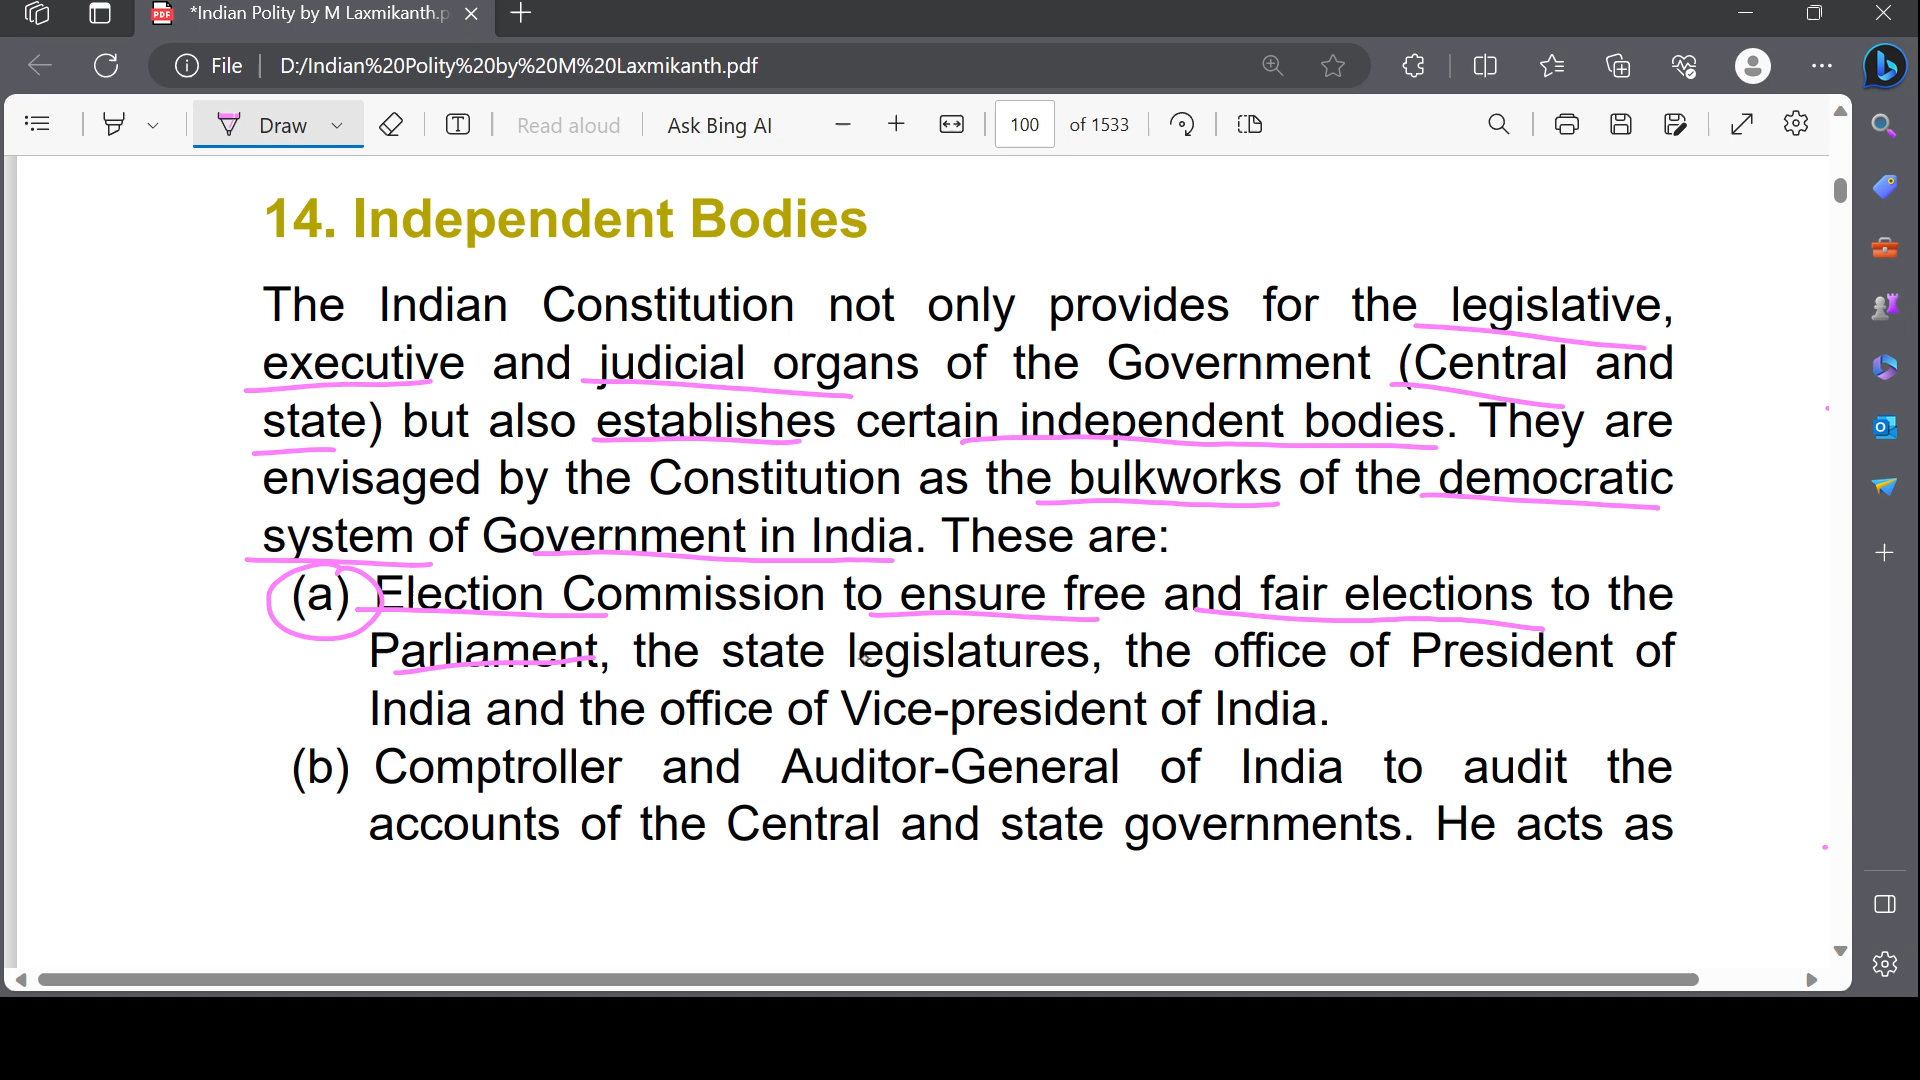 *Indian Polity by M Laxmikanth.p
File
D:/Indian%20Polity%20by%20M%20Laxmikanth.pdf
Draw
Read aloud
Ask Bing AI
100
of 1533
14. Independent Bodies
The Indian Constitution not only provides for the legislative,
executive and judicial organs of the Government (Central and
state) but also establishes certain independent bodies. They are
envisaged by the Constitution as the bulkworks of the democratic
system of Government in India. These are:
(a) Election Commission to ensure free and fair elections to the
Parliament, the state legislatures, the office of President of
India and the office of Vice-president of India.
(b) Comptroller and Auditor-General of India to audit the
accounts of the Central and state governments. He acts as